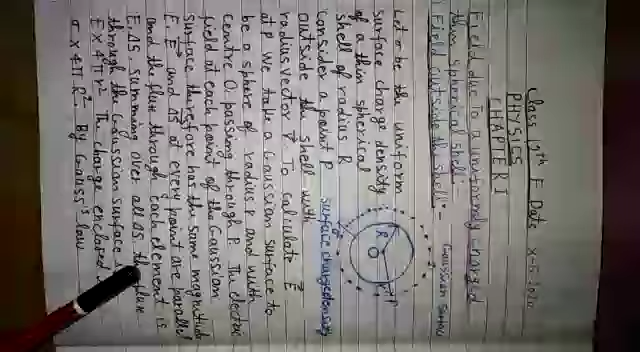 Class 12th E Date x-5-2020
PHYSICS
CHAPTER I
Field due to a uniformly charged
thin spherical shell:-
Field outside the shell:-
Gaussian surface
Let σ be the uniform
surface charge density
of a thin spherical
shell of radius R
consider a point P
outside the shell with
radius vector r⃗. To calculate E⃗
at P we take a Gaussian surface to
be a sphere of radius r and with
centre O, passing through P. The electric
field at each point of the Gaussian
surface therefore has the same magnitude
E. E⃗ and ΔS at every point are parallel
and the flux through each element is
E.ΔS. summing over all ΔS. the flux
through the Gaussian surface is
E × 4πr². The charge enclosed
σ × 4πR². By Gauss's law
surface charge density
R
O
r
P